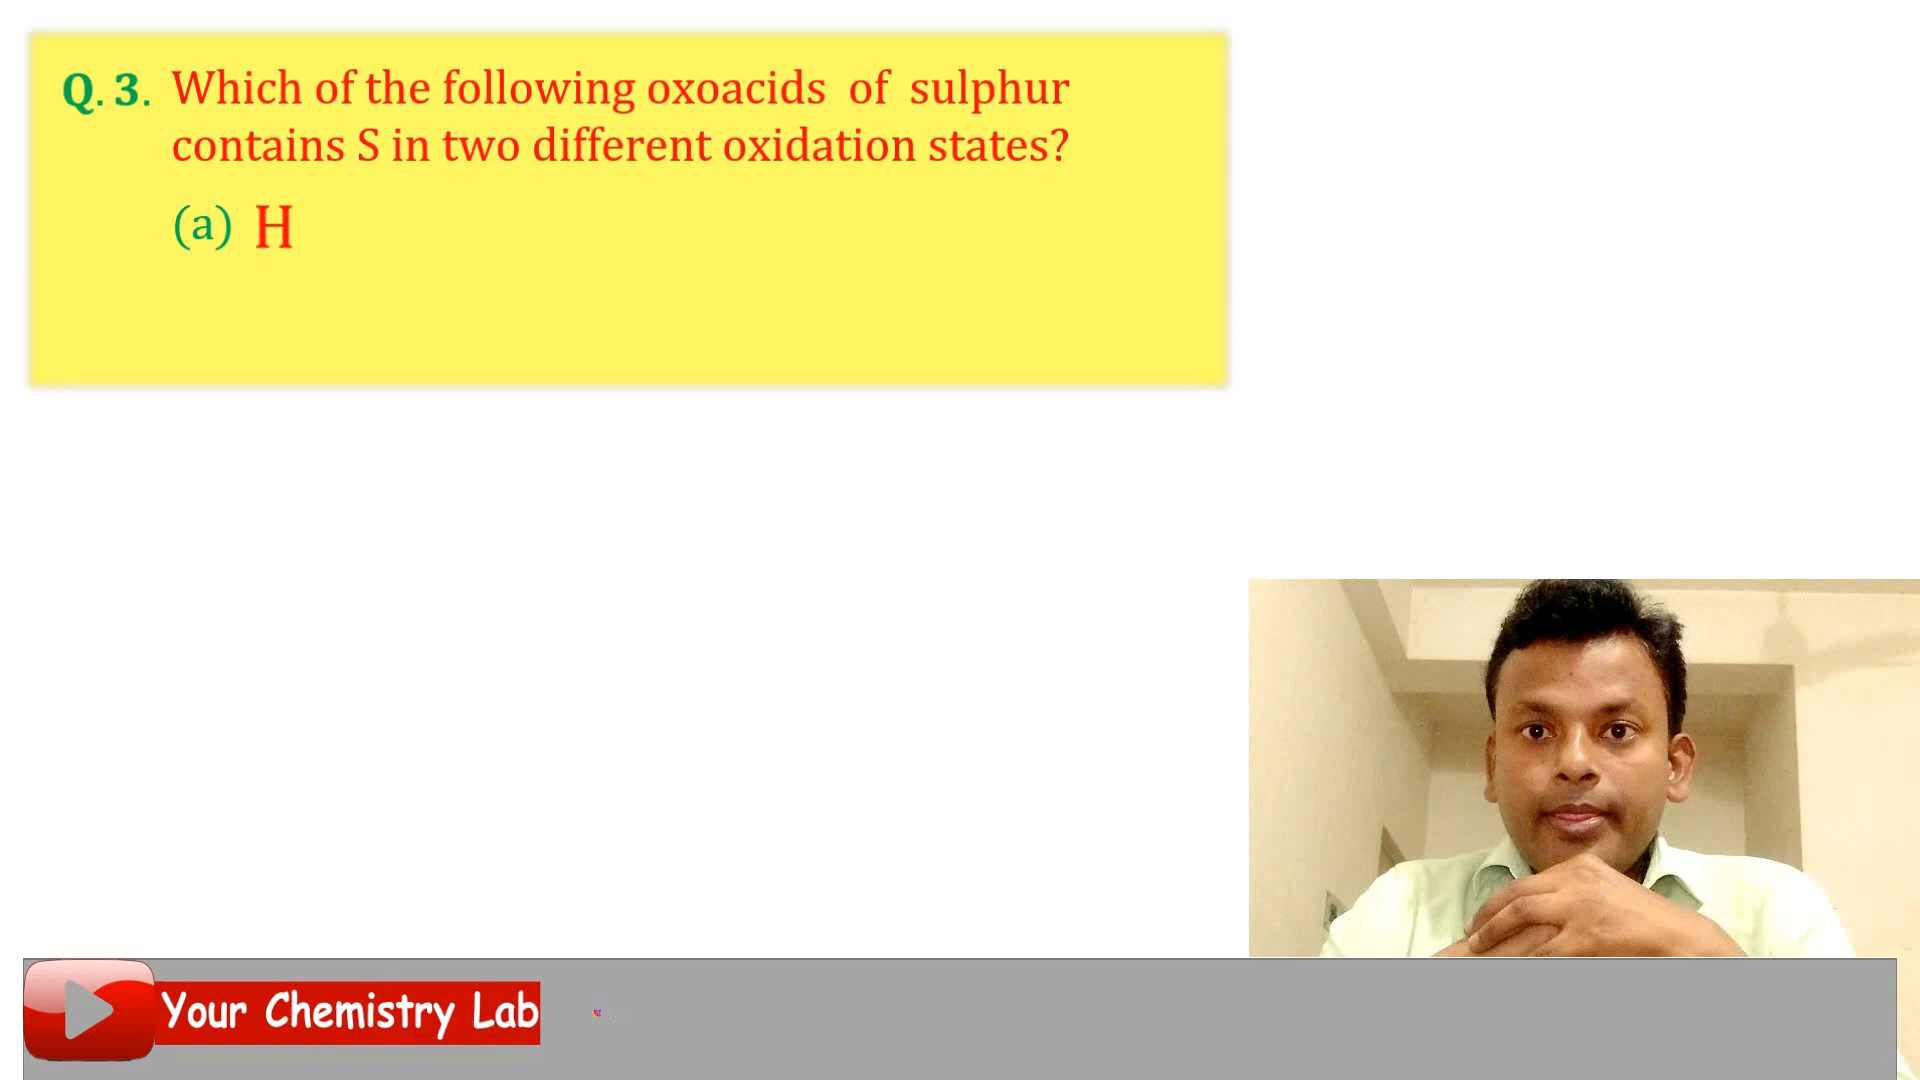 Q. 3. Which of the following oxoacids of sulphur
contains S in two different oxidation states?
(a) H
Your Chemistry Lab